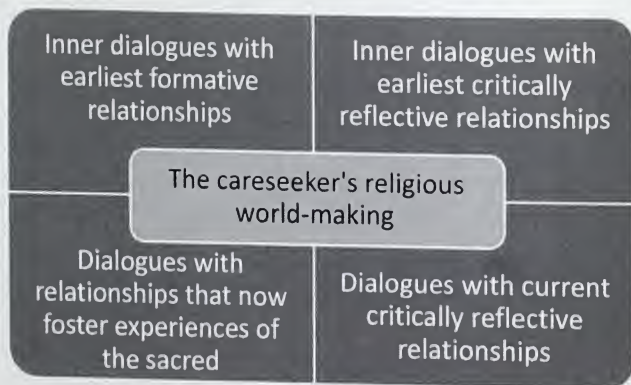 Inner dialogues with
earliest formative
relationships
Inner dialogues with
earliest critically
reflective relationships
The careseeker's religious
world-making
Dialogues with
relationships that now
foster experiences of
the sacred
Dialogues with current
critically reflective
relationships